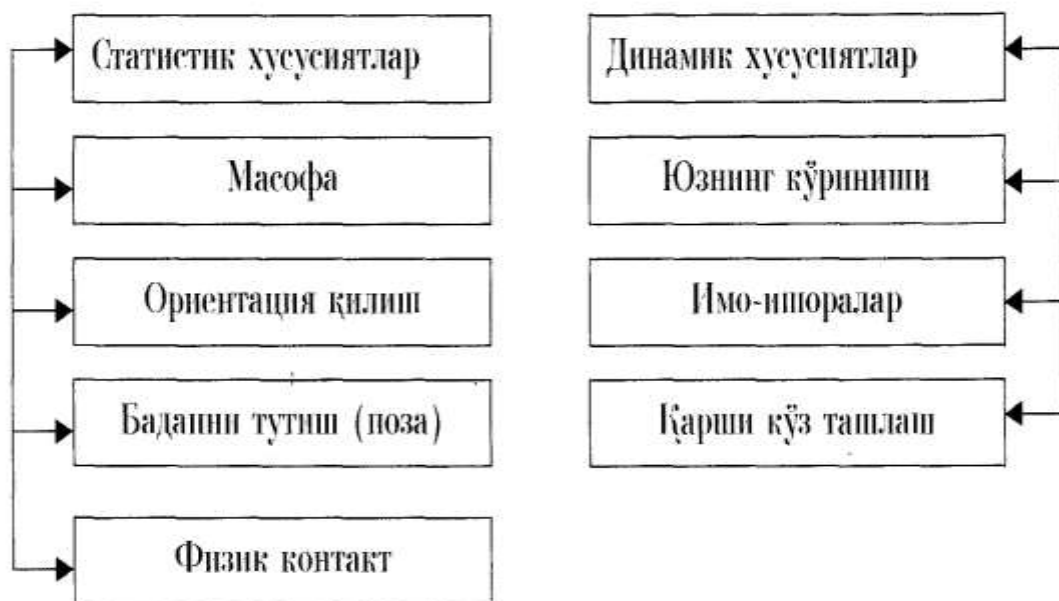 Статистик хусусиятлар
Масофа
Ориентация қилиш
Баданни тутиш (поза)
Физик контакт
Динамик хусусиятлар
Юзнинг кўриниши
Имо-ишоралар
Қарши кўз ташлаш